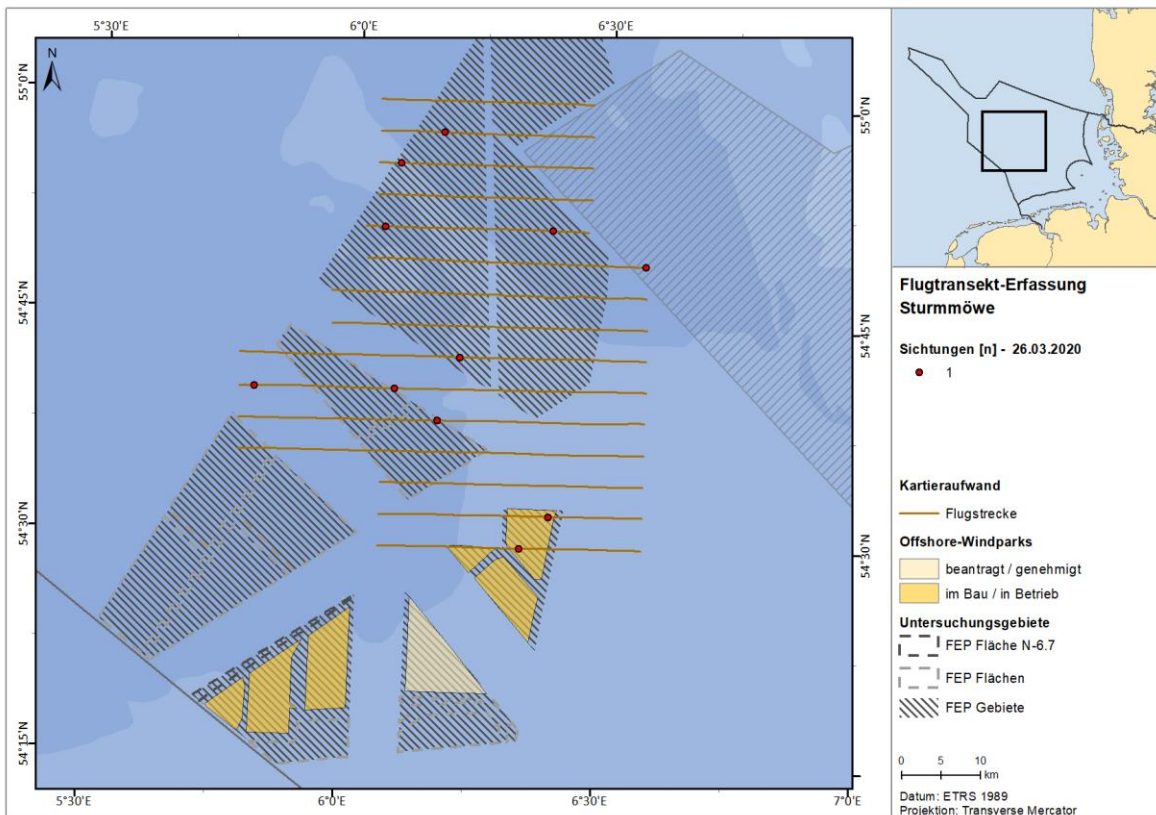 5°30'E 6°0'E 6°30'E
N
55°0'N
55°0'N
54°45'N
54°45'N
54°30'N
54°30'N
54°15'N
5°30'E 6°0'E 6°30'E 7°0'E
Flugtransekt-Erfassung
Sturmmöwe
Sichtungen [n] - 26.03.2020
1
Kartieraufwand
Flugstrecke
Offshore-Windparks
beantragt / genehmigt
im Bau / in Betrieb
Untersuchungsgebiete
FEP Fläche N-6.7
FEP Flächen
FEP Gebiete
0 5 10
km
Datum: ETRS 1989
Projektion: Transverse Mercator